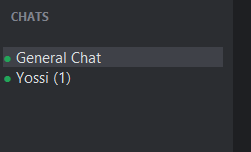 CHATS
General Chat
Yossi (1)